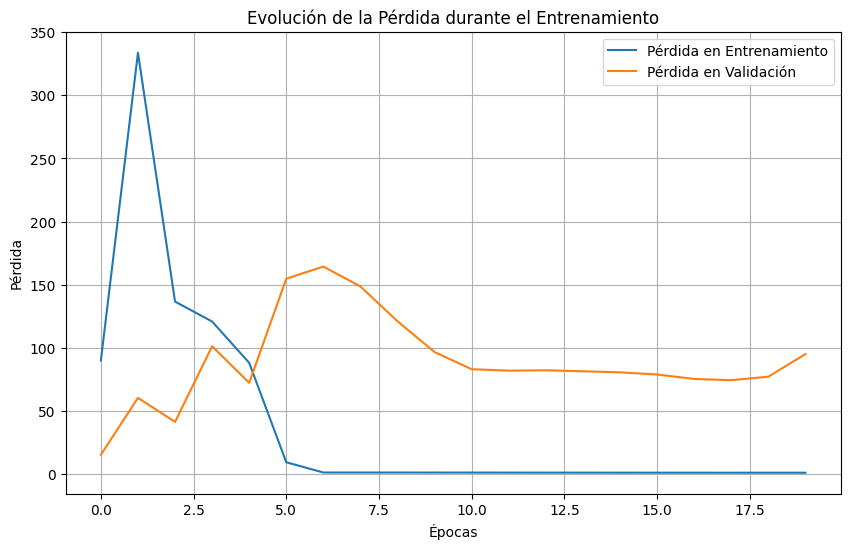 Evolución de la Pérdida durante el Entrenamiento
Pérdida en Entrenamiento
Pérdida en Validación
Pérdida
350
300
250
200
150
100
50
0
0.0 2.5 5.0 7.5 10.0 12.5 15.0 17.5
Épocas